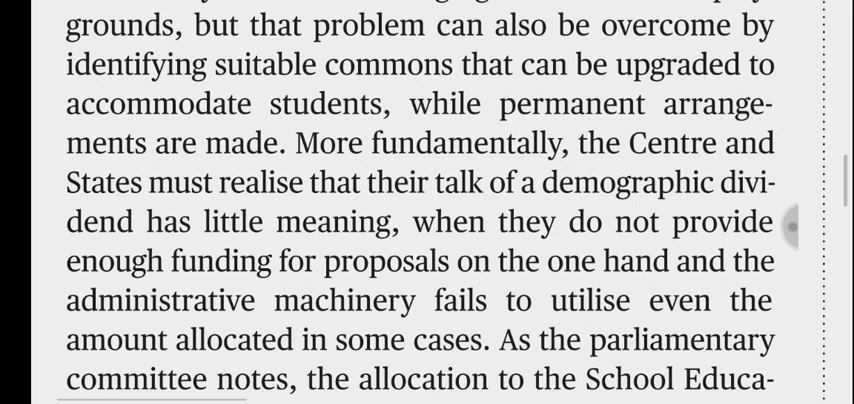 grounds, but that problem can also be overcome by
identifying suitable commons that can be upgraded to
accommodate students, while permanent arrange-
ments are made. More fundamentally, the Centre and
States must realise that their talk of a demographic divi-
dend has little meaning, when they do not provide
enough funding for proposals on the one hand and the
administrative machinery fails to utilise even the
amount allocated in some cases. As the parliamentary
committee notes, the allocation to the School Educa-